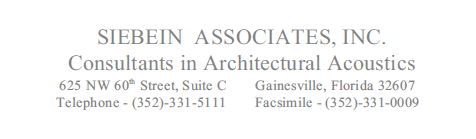 SIEBEIN ASSOCIATES, INC.
Consultants in Architectural Acoustics
625 NW 60th Street, Suite C Gainesville, Florida 32607
Telephone - (352)-331-5111 Facsimile - (352)-331-0009